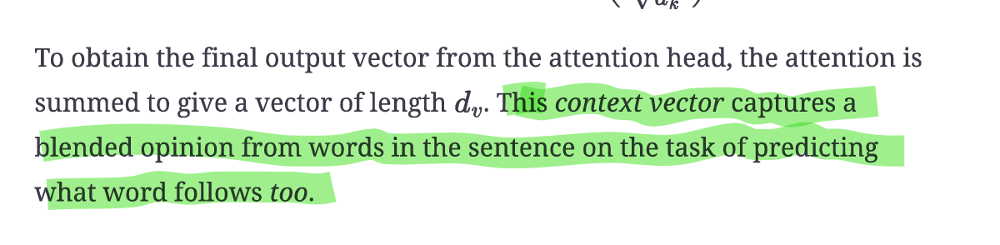 To obtain the final output vector from the attention head, the attention is
summed to give a vector of length d_v. This context vector captures a
blended opinion from words in the sentence on the task of predicting
what word follows too.